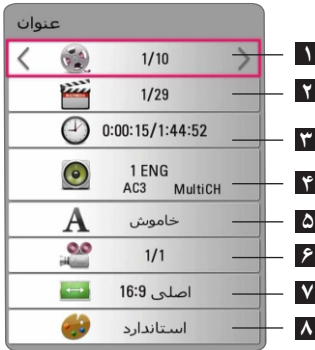 عنوان
1/10 ۱
1/29 ۲
0:00:15/1:44:52 ۳
1 ENG
AC3 MultiCH ۴
A خاموش ۵
1/1 ۶
اصلی 16:9 ۷
استاندارد ۸